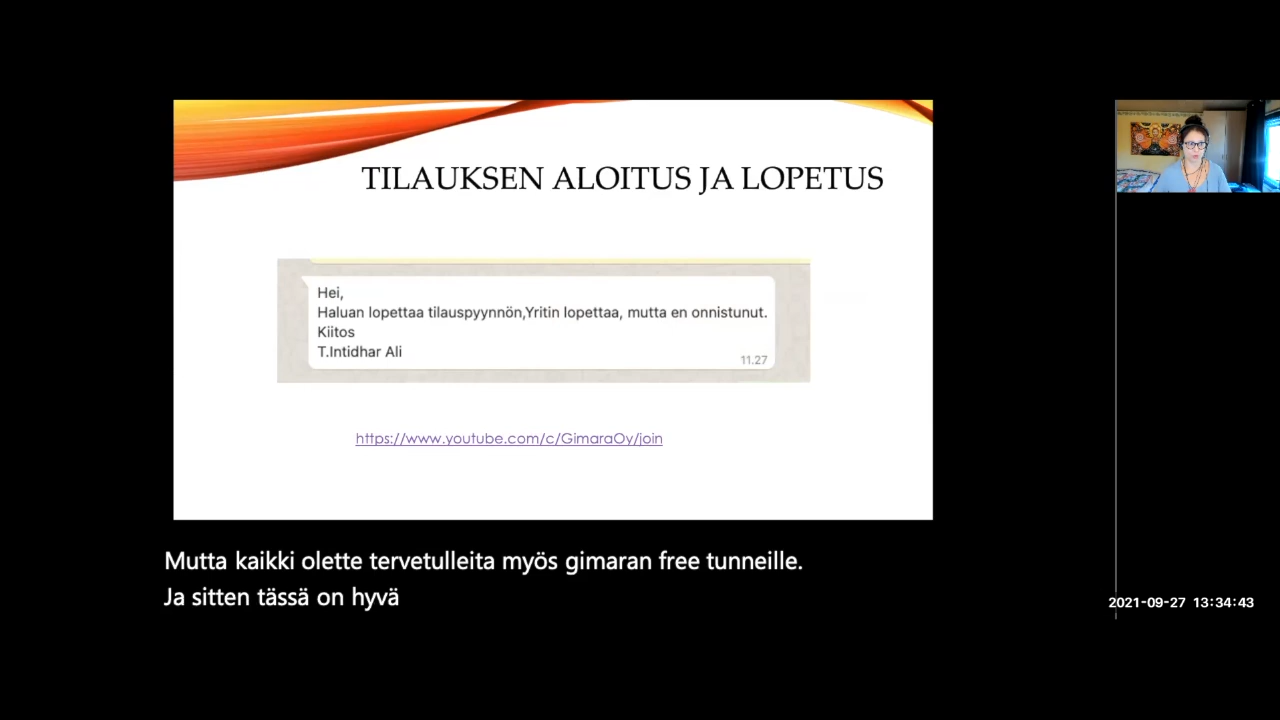 TILAUKSEN ALOITUS JA LOPETUS
Hei,
Haluan lopettaa tilauspyynnön,Yritin lopettaa, mutta en onnistunut.
Kiitos
T.Intidhar Ali
11.27
https://www.youtube.com/c/GimaraOy/join
Mutta kaikki olette tervetulleita myös gimaran free tunneille.
Ja sitten tässä on hyvä
2021-09-27 13:34:43